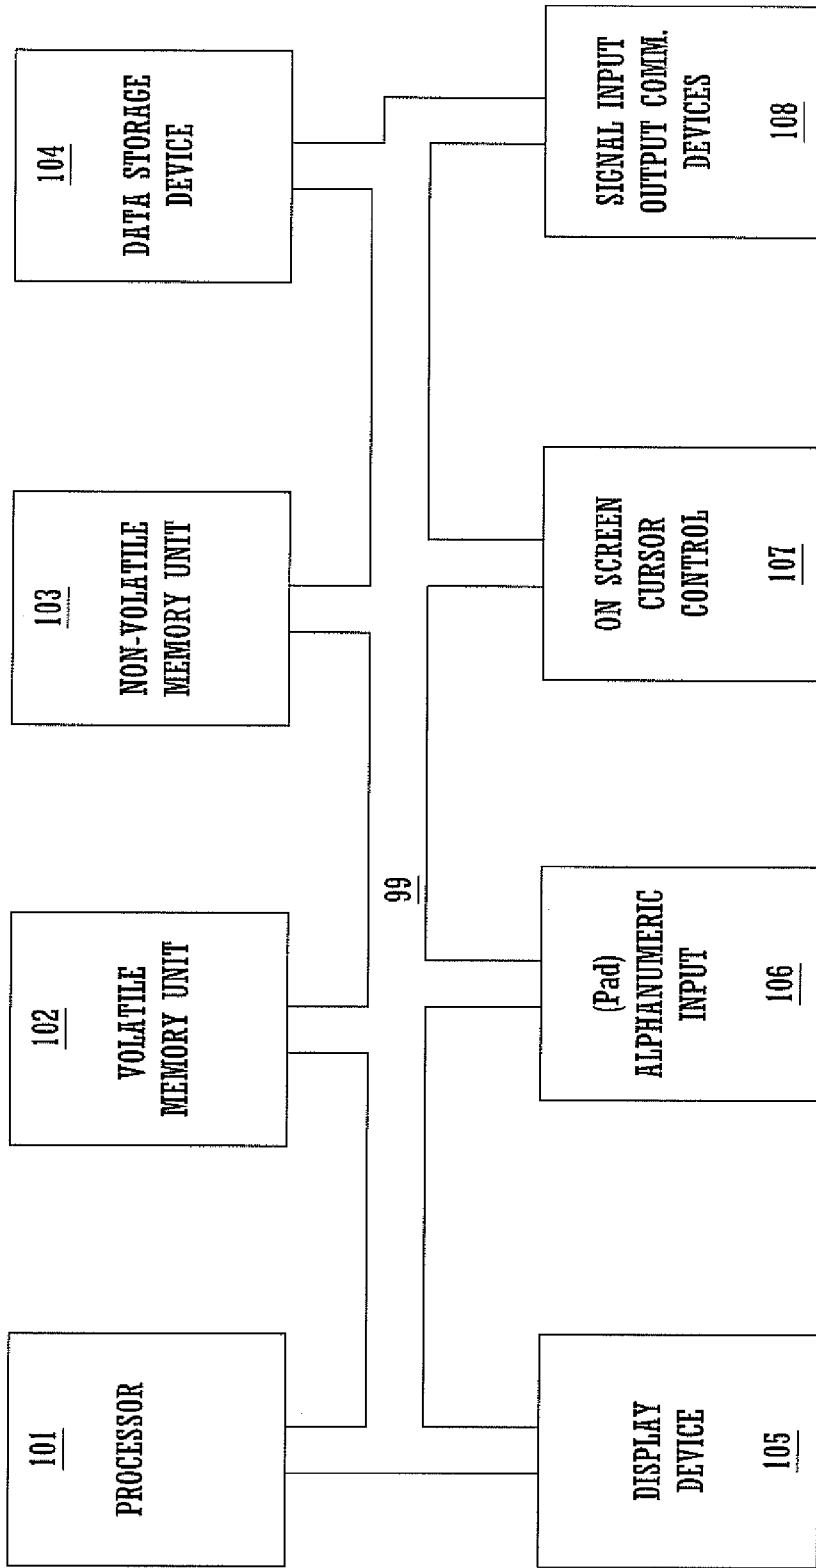 101
PROCESSOR
102
VOLATILE
MEMORY UNIT
103
NON-VOLATILE
MEMORY UNIT
104
DATA STORAGE
DEVICE
99
DISPLAY
DEVICE
105
(Pad)
ALPHANUMERIC
INPUT
106
ON SCREEN
CURSOR
CONTROL
107
SIGNAL INPUT
OUTPUT COMM.
DEVICES
108